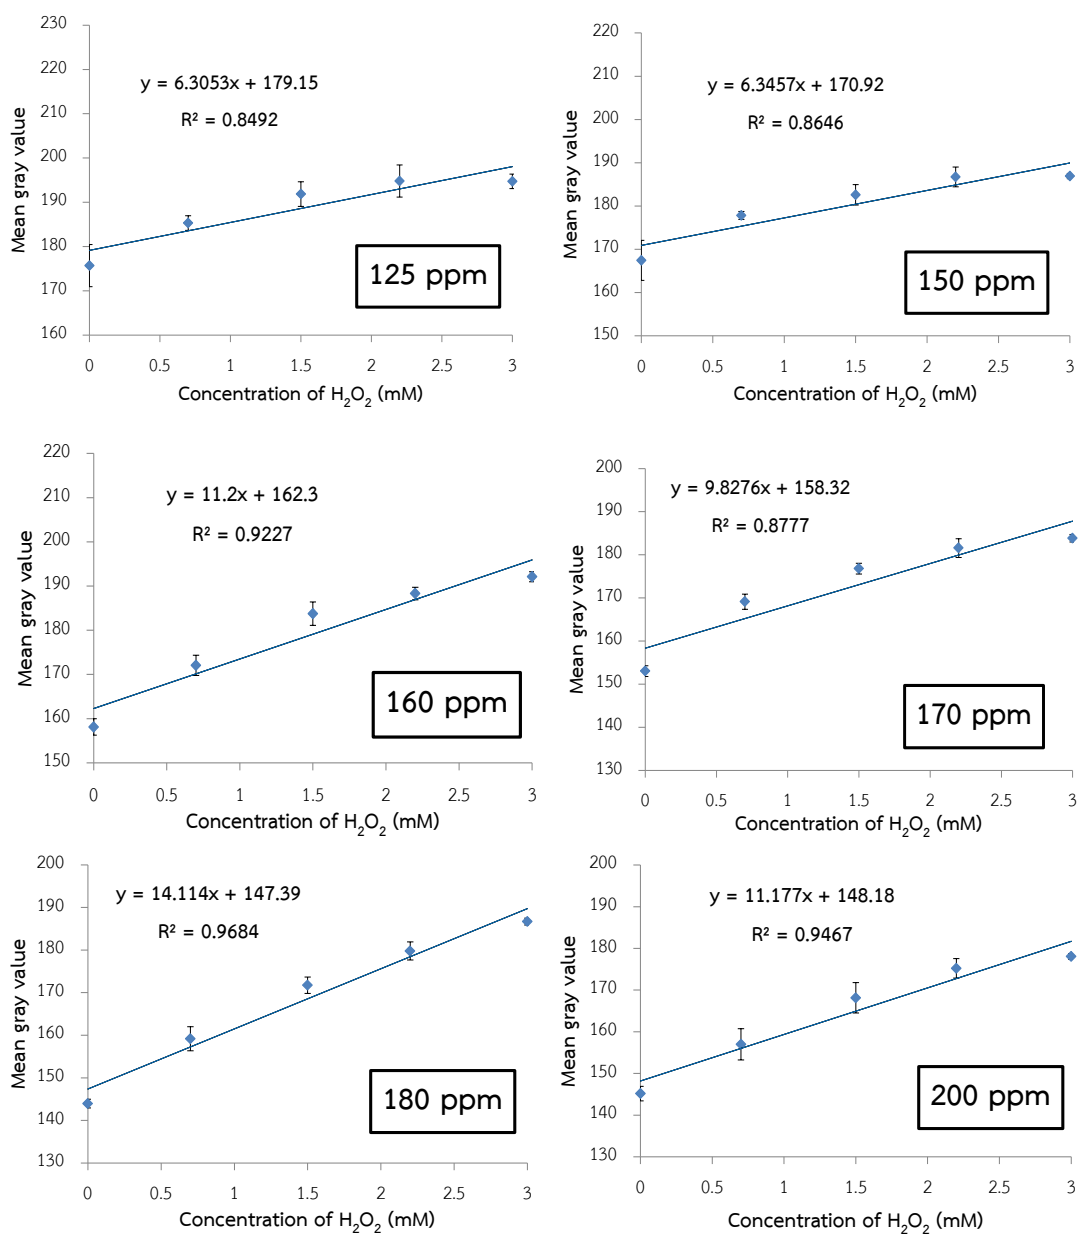 230
220
210
200
190
180
170
160
y = 6.3053x + 179.15
R² = 0.8492
125 ppm
Mean gray value
0 0.5 1 1.5 2 2.5 3
Concentration of H₂O₂ (mM)
220
210
200
190
180
170
160
150
y = 6.3457x + 170.92
R² = 0.8646
150 ppm
Mean gray value
0 0.5 1 1.5 2 2.5 3
Concentration of H₂O₂ (mM)
220
210
200
190
180
170
160
150
y = 11.2x + 162.3
R² = 0.9227
160 ppm
Mean gray value
0 0.5 1 1.5 2 2.5 3
Concentration of H₂O₂ (mM)
200
190
180
170
160
150
140
130
y = 9.8276x + 158.32
R² = 0.8777
170 ppm
Mean gray value
0 0.5 1 1.5 2 2.5 3
Concentration of H₂O₂ (mM)
200
190
180
170
160
150
140
130
y = 14.114x + 147.39
R² = 0.9684
180 ppm
Mean gray value
0 0.5 1 1.5 2 2.5 3
Concentration of H₂O₂ (mM)
200
190
180
170
160
150
140
130
y = 11.177x + 148.18
R² = 0.9467
200 ppm
Mean gray value
0 0.5 1 1.5 2 2.5 3
Concentration of H₂O₂ (mM)